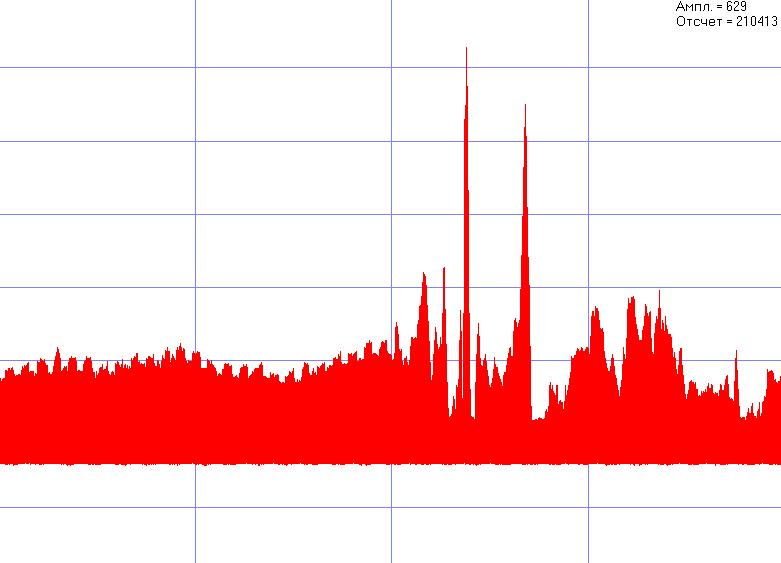 Ампл. = 629
Отсчет = 210413